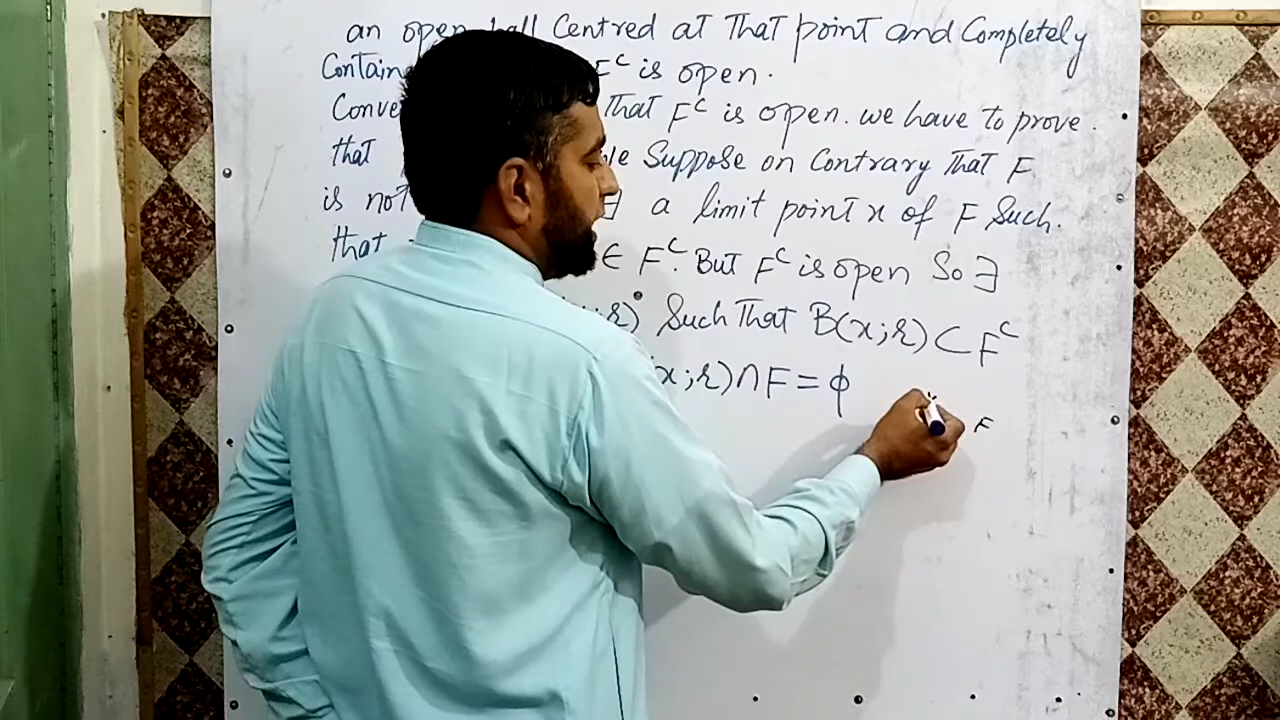 an open ball Centred at That point and Completely
Contain F^c is open.
Conve That F^c is open. we have to prove.
that Suppose on Contrary That F
is not ∃ a limit point x of F Such.
that ∈ F^c. But F^c is open So ∃
;r) Such That B(x;r) ⊂ F^c
(x;r)∩F = ϕ
F